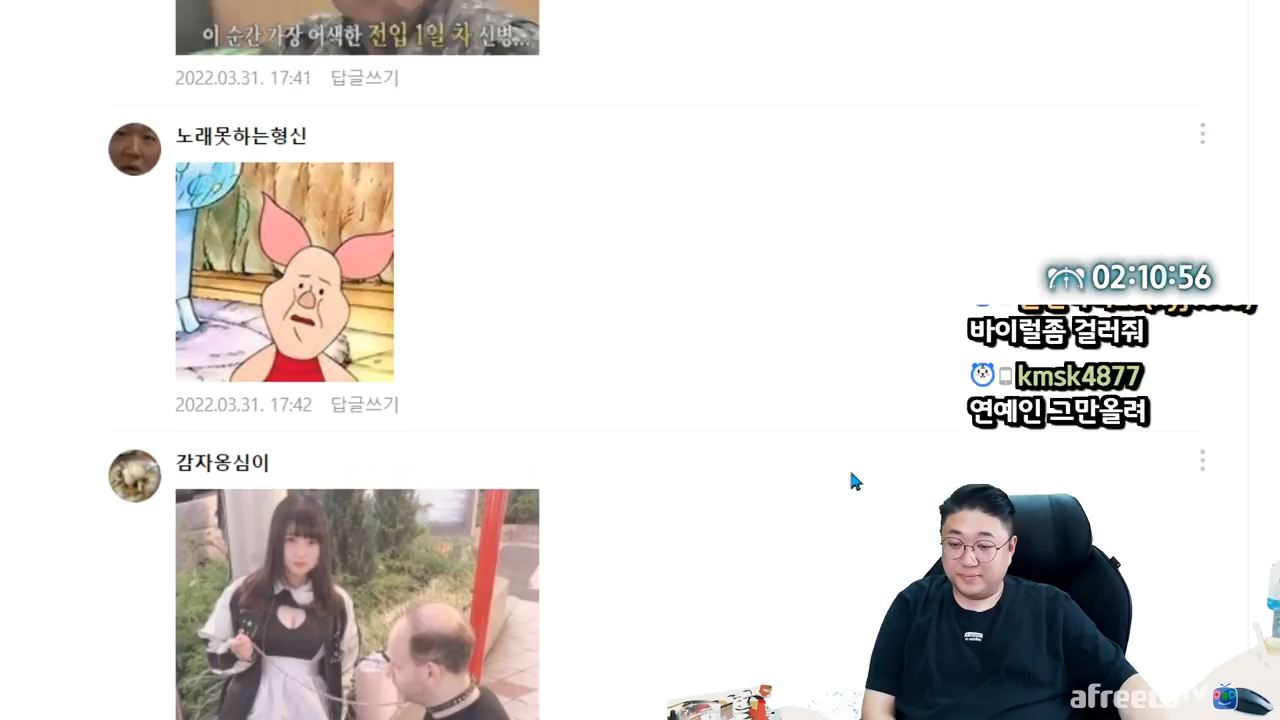 이 순간 가장 어색한 전입 1일 차 신병...
2022.03.31. 17:41 답글쓰기
노래못하는형신
2022.03.31. 17:42 답글쓰기
감자옹심이
02:10:56
바이럴좀 걸러줘
kmsk4877
연예인 그만올려
afreecaTV